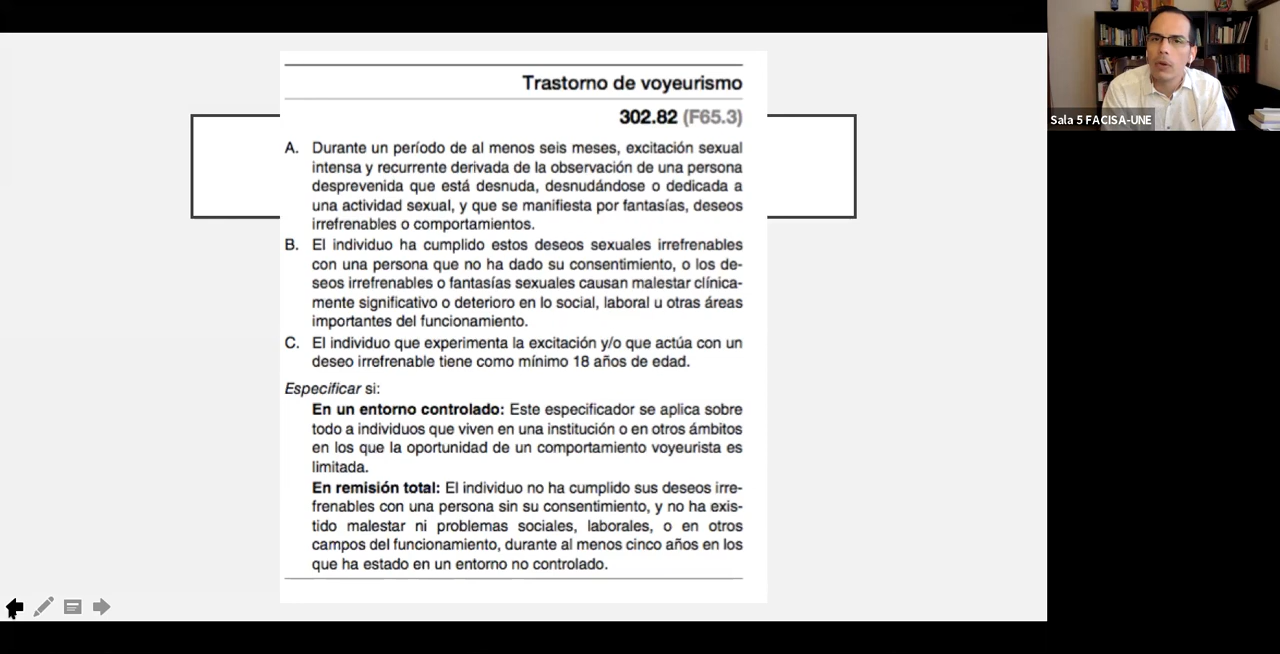 Trastorno de voyeurismo
302.82 (F65.3)
A. Durante un período de al menos seis meses, excitación sexual
intensa y recurrente derivada de la observación de una persona
desprevenida que está desnuda, desnudándose o dedicada a
una actividad sexual, y que se manifiesta por fantasías, deseos
irrefrenables o comportamientos.
B. El individuo ha cumplido estos deseos sexuales irrefrenables
con una persona que no ha dado su consentimiento, o los de-
seos irrefrenables o fantasías sexuales causan malestar clínica-
mente significativo o deterioro en lo social, laboral u otras áreas
importantes del funcionamiento.
C. El individuo que experimenta la excitación y/o que actúa con un
deseo irrefrenable tiene como mínimo 18 años de edad.
Especificar si:
En un entorno controlado: Este especificador se aplica sobre
todo a individuos que viven en una institución o en otros ámbitos
en los que la oportunidad de un comportamiento voyeurista es
limitada.
En remisión total: El individuo no ha cumplido sus deseos irre-
frenables con una persona sin su consentimiento, y no ha exis-
tido malestar ni problemas sociales, laborales, o en otros
campos del funcionamiento, durante al menos cinco años en los
que ha estado en un entorno no controlado.
Sala 5 FACISA-UNE